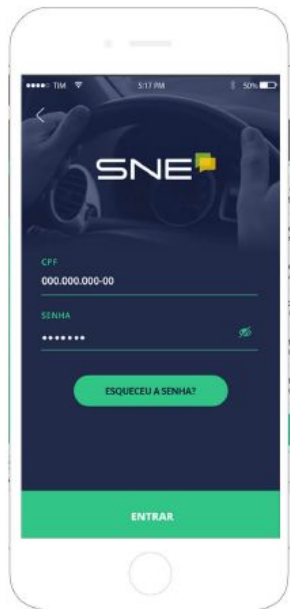 TIM 5:17 PM 50%
SNE
CPF
000.000.000-00
SENHA
•••••••
ESQUECEU A SENHA?
ENTRAR